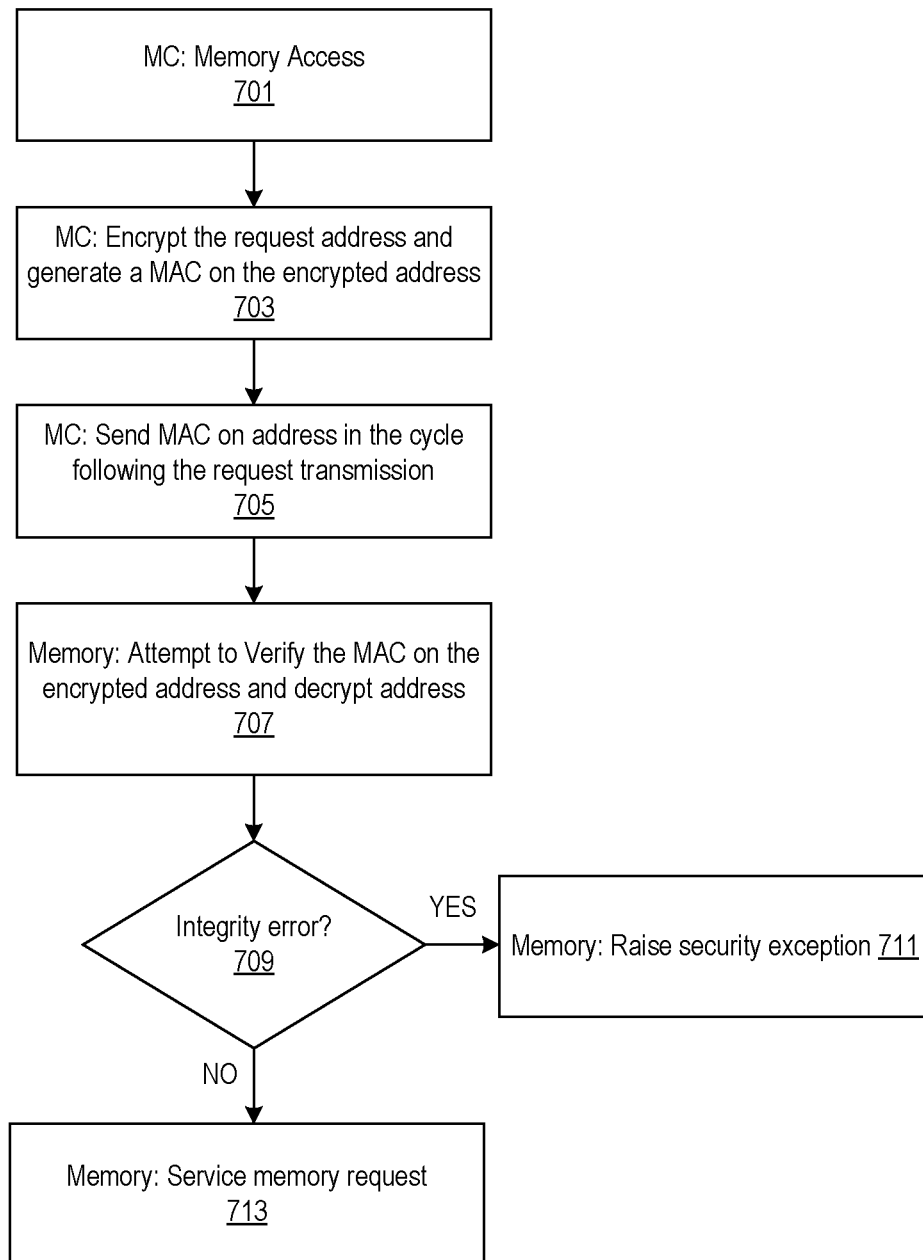 MC: Memory Access
701
MC: Encrypt the request address and
generate a MAC on the encrypted address
703
MC: Send MAC on address in the cycle
following the request transmission
705
Memory: Attempt to Verify the MAC on the
encrypted address and decrypt address
707
Integrity error?
709
YES
Memory: Raise security exception 711
NO
Memory: Service memory request
713